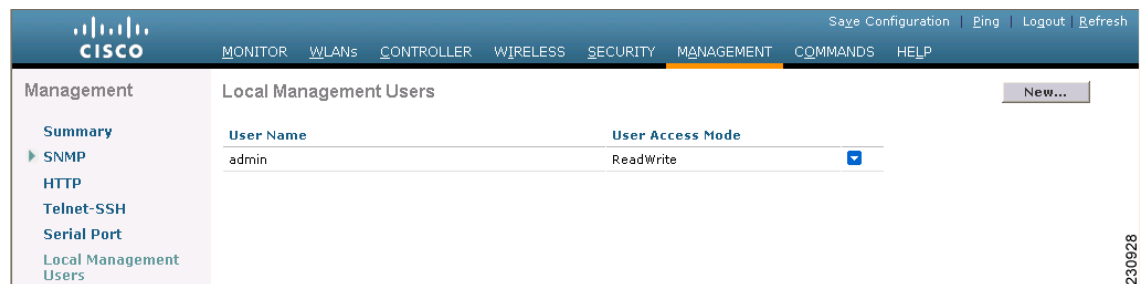 Save Configuration | Ping | Logout | Refresh
CISCO
MONITOR WLANs CONTROLLER WIRELESS SECURITY MANAGEMENT COMMANDS HELP
Management
Summary
SNMP
HTTP
Telnet-SSH
Serial Port
Local Management
Users
Local Management Users
New...
User Name User Access Mode
admin ReadWrite
230928